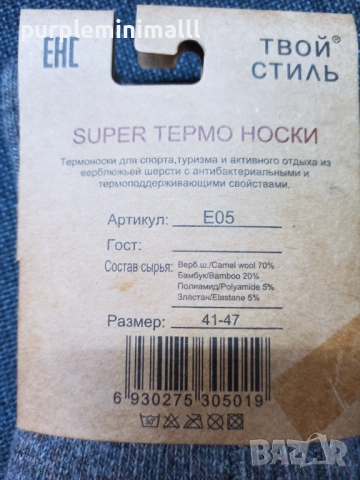 purpleminimalll
EAC
ТВОЙ®
СТИЛЬ
SUPER ТЕРМО НОСКИ
Термоноски для спорта,туризма и активного отдыха из
верблюжьей шерсти с антибактериальными и
термоподдерживающими свойствами.
Артикул: E05
Гост:
Состав сырья: Верб.ш./Camel wool 70%
Бамбук/Bamboo 20%
Полиамид/Polyamide 5%
Эластан/Elastane 5%
Размер: 41-47
6 930275 305019
BAZAR